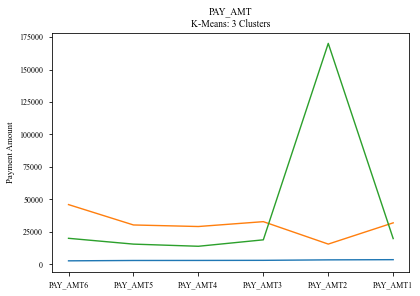 PAY_AMT
K-Means: 3 Clusters
Payment Amount
175000
150000
125000
100000
75000
50000
25000
0
PAY_AMT6 PAY_AMT5 PAY_AMT4 PAY_AMT3 PAY_AMT2 PAY_AMT1